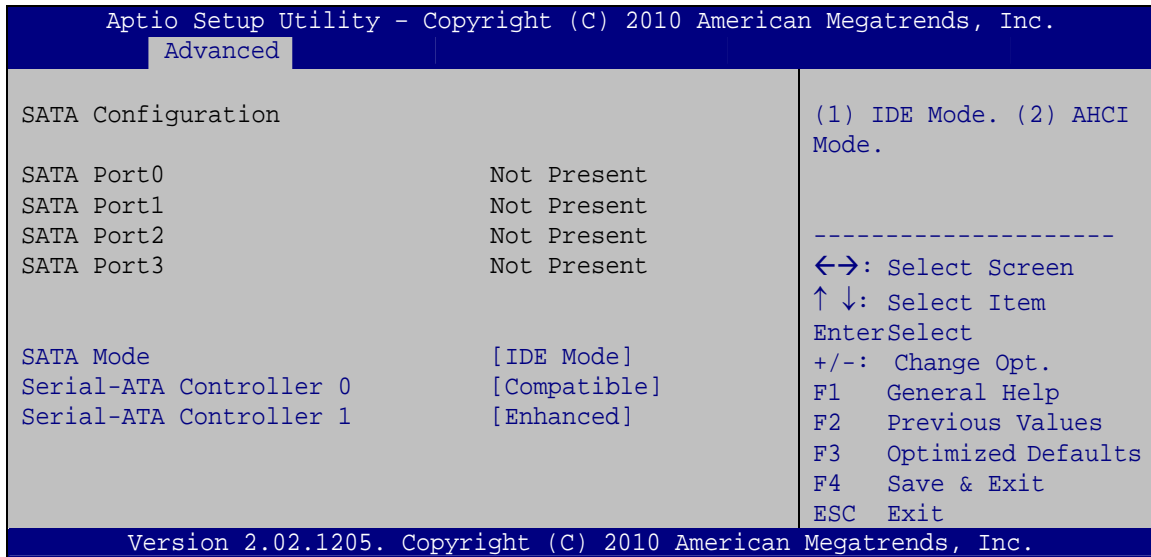 Aptio Setup Utility – Copyright (C) 2010 American Megatrends, Inc.
Advanced
SATA Configuration
SATA Port0 Not Present
SATA Port1 Not Present
SATA Port2 Not Present
SATA Port3 Not Present
SATA Mode [IDE Mode]
Serial-ATA Controller 0 [Compatible]
Serial-ATA Controller 1 [Enhanced]
(1) IDE Mode. (2) AHCI
Mode.
---------------------
←→: Select Screen
↑ ↓: Select Item
EnterSelect
+/-: Change Opt.
F1 General Help
F2 Previous Values
F3 Optimized Defaults
F4 Save & Exit
ESC Exit
Version 2.02.1205. Copyright (C) 2010 American Megatrends, Inc.